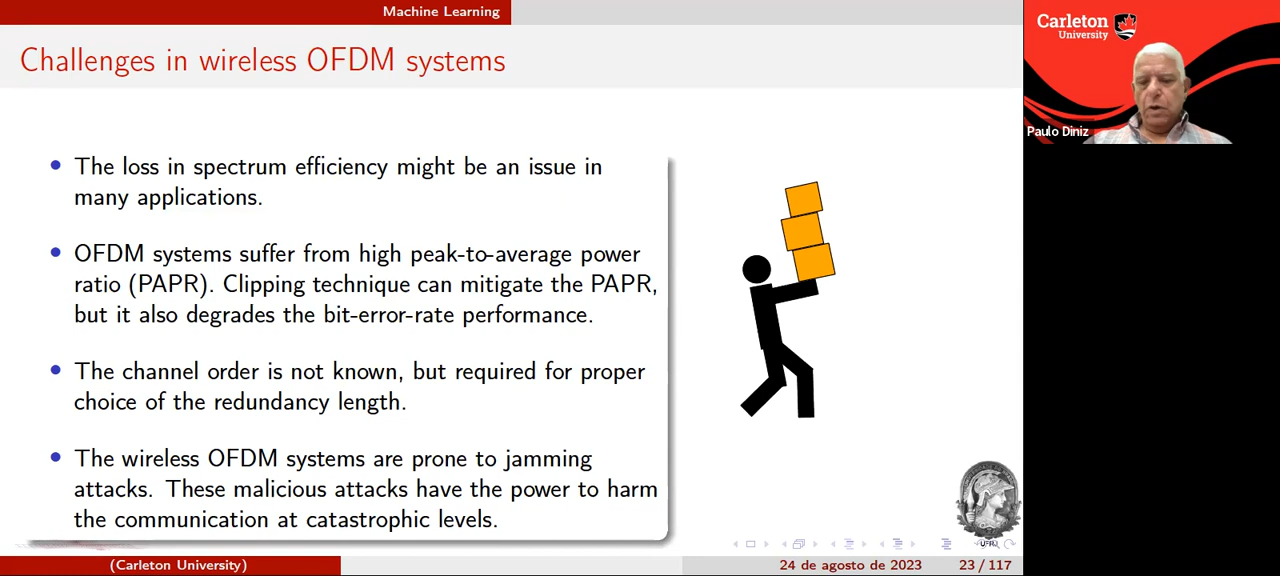 Machine Learning
Challenges in wireless OFDM systems
The loss in spectrum efficiency might be an issue in
many applications.
OFDM systems suffer from high peak-to-average power
ratio (PAPR). Clipping technique can mitigate the PAPR,
but it also degrades the bit-error-rate performance.
The channel order is not known, but required for proper
choice of the redundancy length.
The wireless OFDM systems are prone to jamming
attacks. These malicious attacks have the power to harm
the communication at catastrophic levels.
UFRJ
(Carleton University)
24 de agosto de 2023
23 / 117
Carleton
University
Paulo Diniz